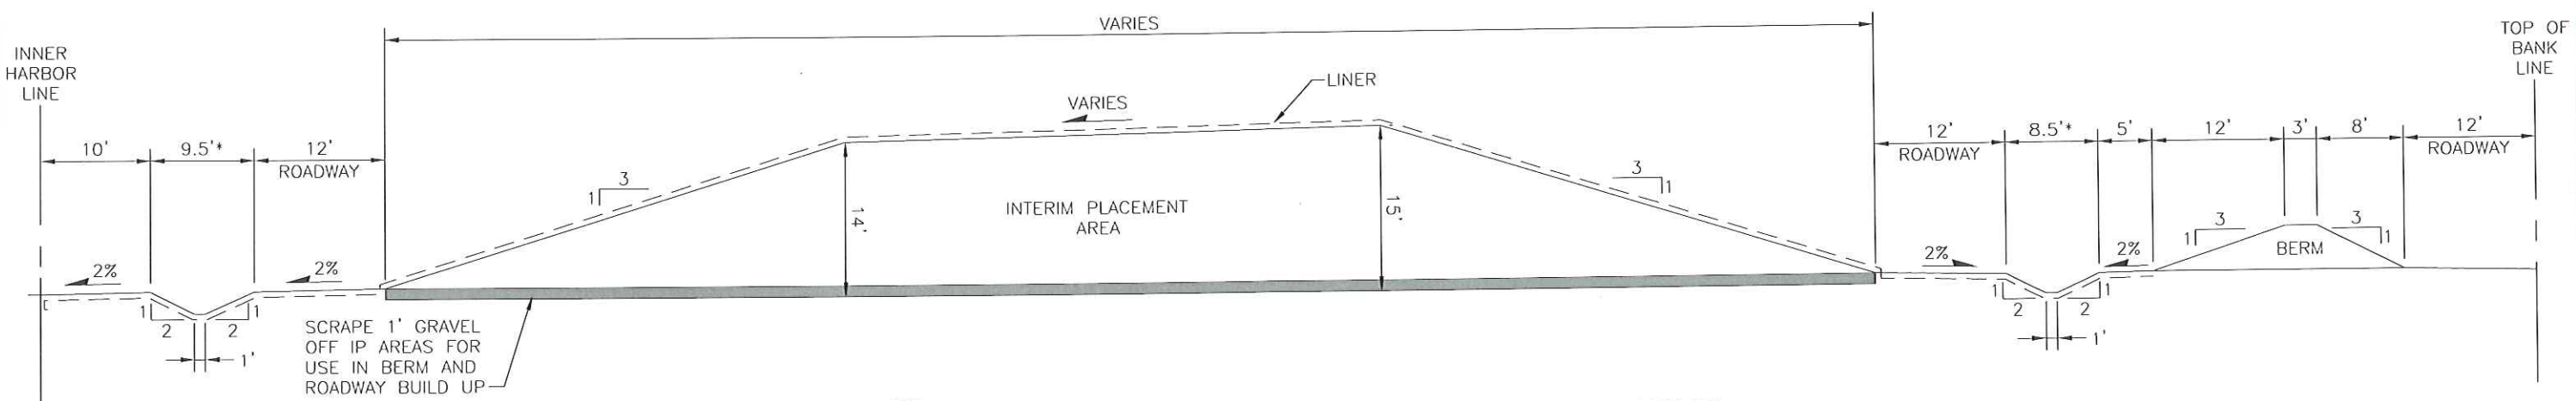 VARIES
INNER
HARBOR
LINE
TOP OF
BANK
LINE
LINER
VARIES
10'
9.5'*
12'
ROADWAY
12'
ROADWAY
8.5'*
5'
12'
3'
8'
12'
ROADWAY
3
1
3
1
INTERIM PLACEMENT
AREA
14'
15'
3
1
3
1
BERM
2%
2%
2%
2%
1
2
2
1
1'
1
2
2
1
1'
SCRAPE 1' GRAVEL
OFF IP AREAS FOR
USE IN BERM AND
ROADWAY BUILD UP